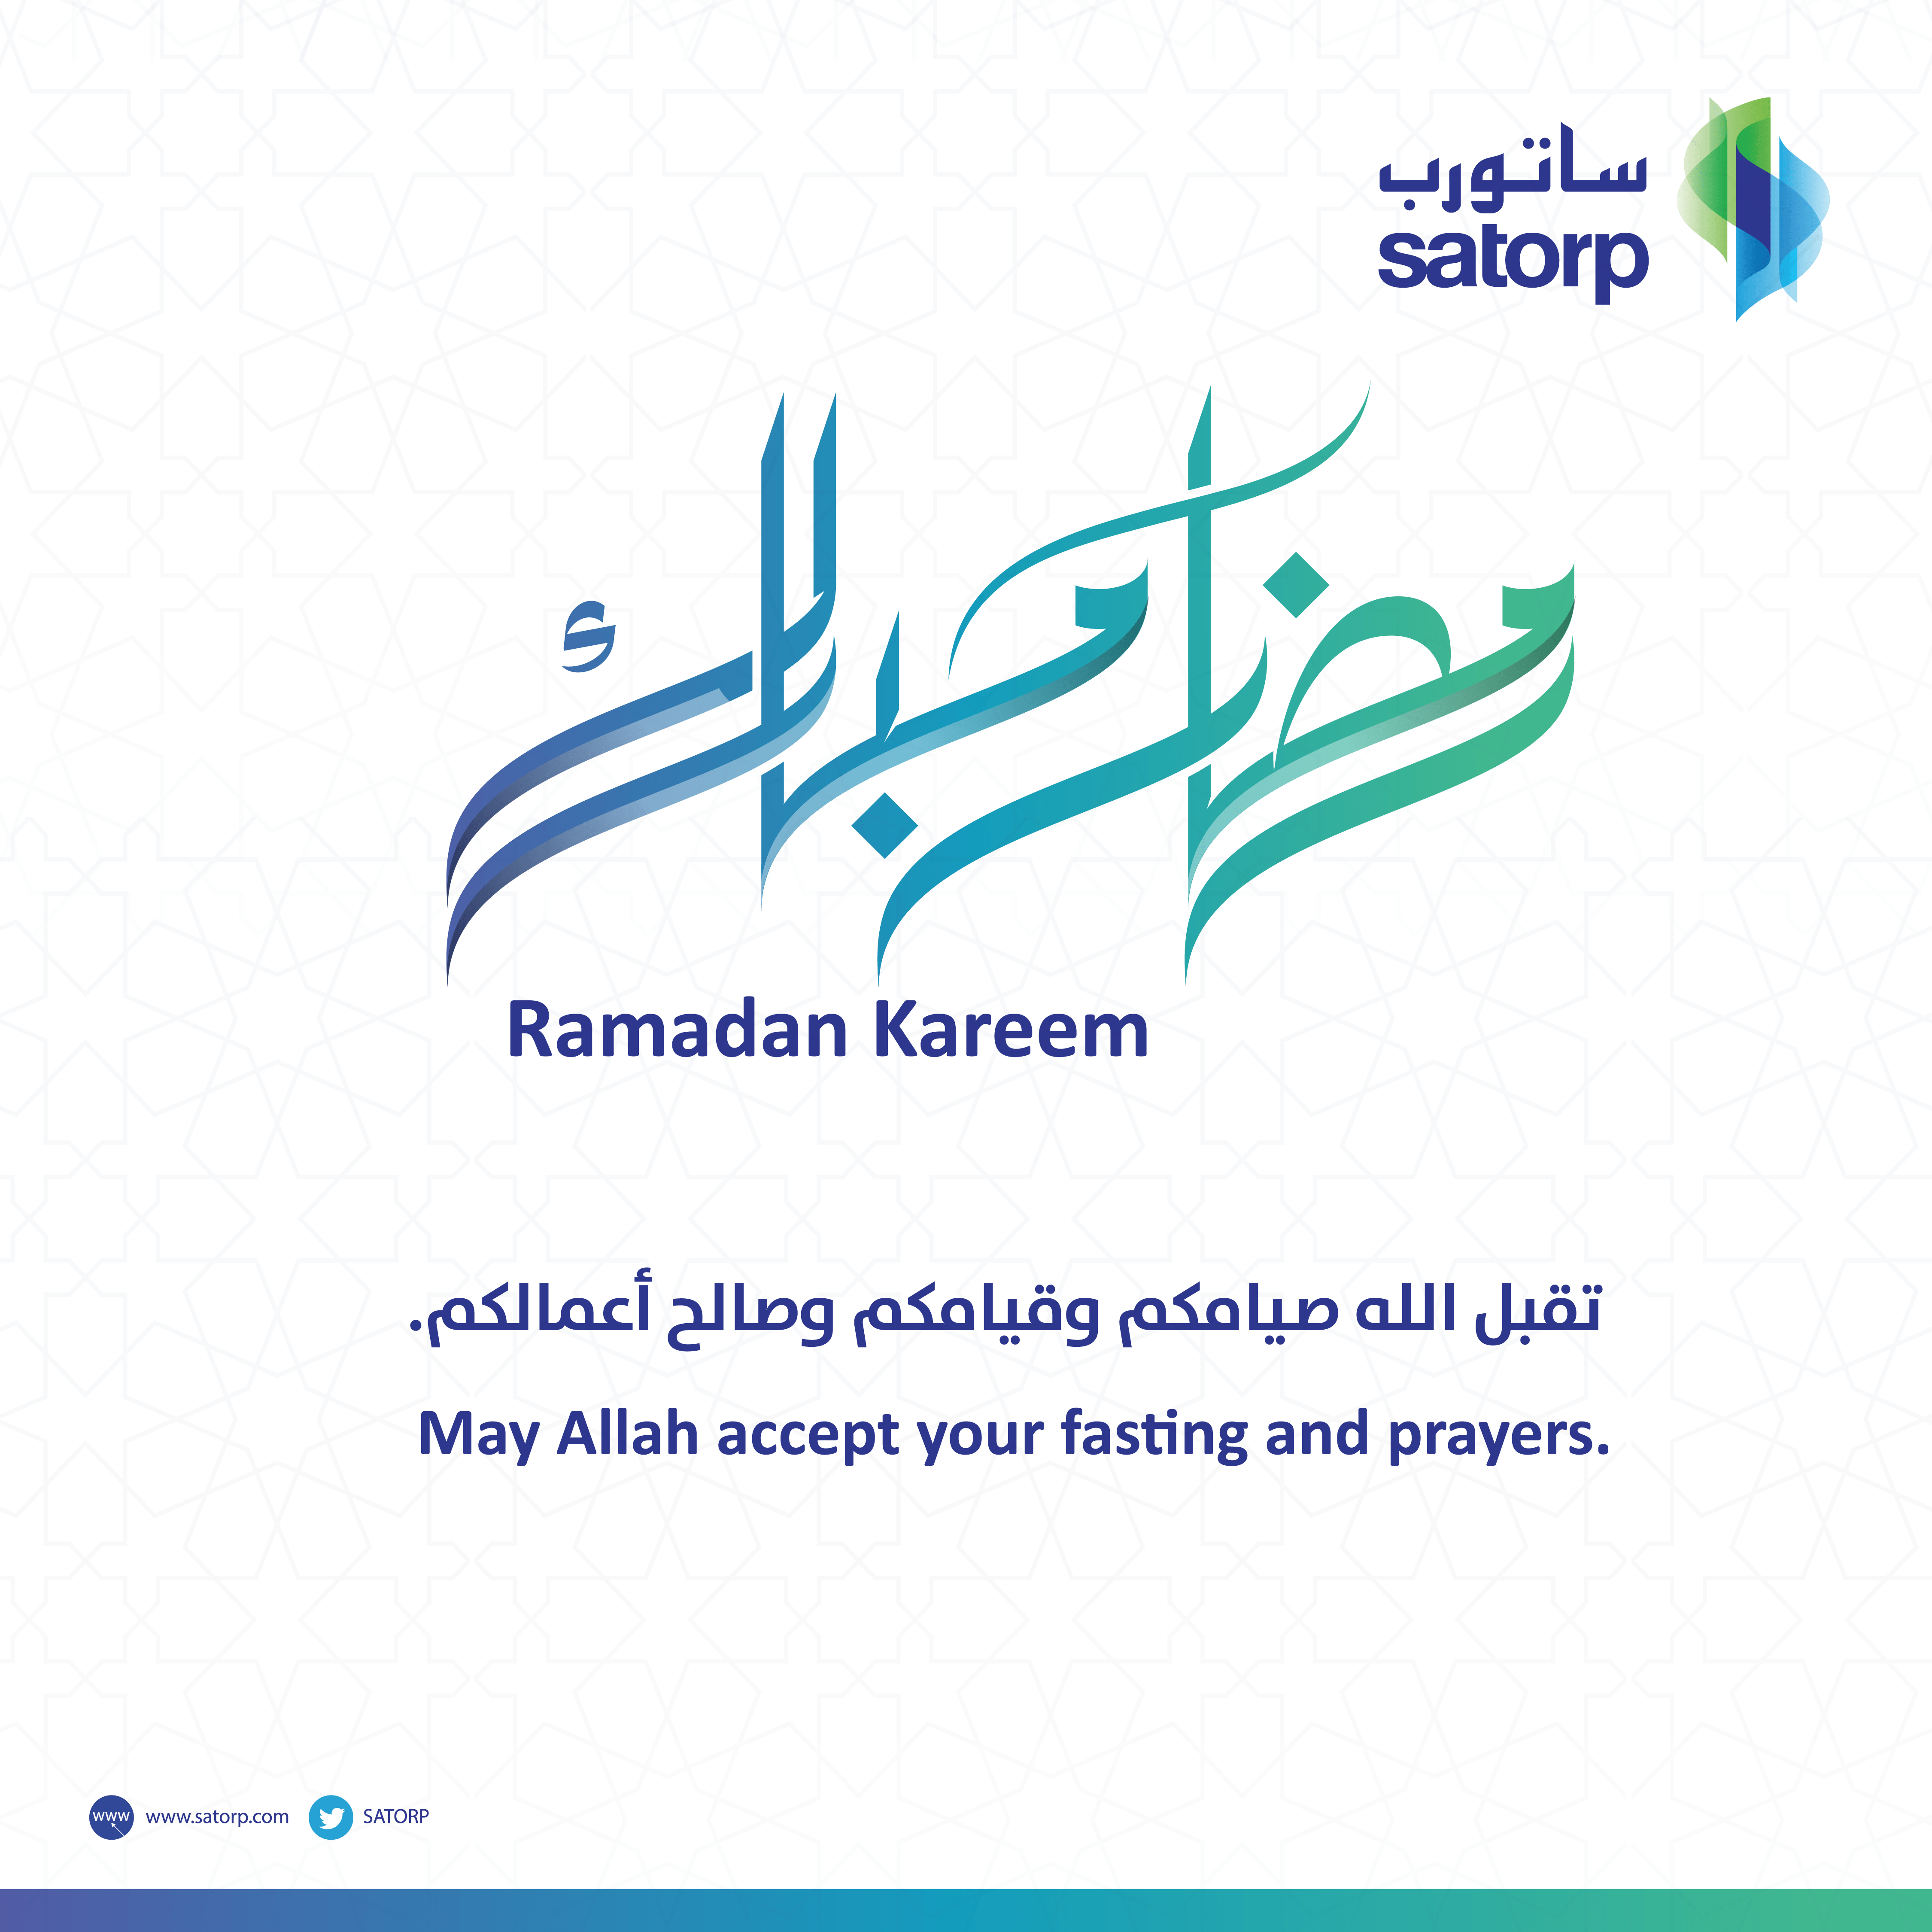 ساتورب
satorp
رمضان مبارك
Ramadan Kareem
تقبل الله صيامكم وقيامكم وصالح أعمالكم.
May Allah accept your fasting and prayers.
www www.satorp.com SATORP